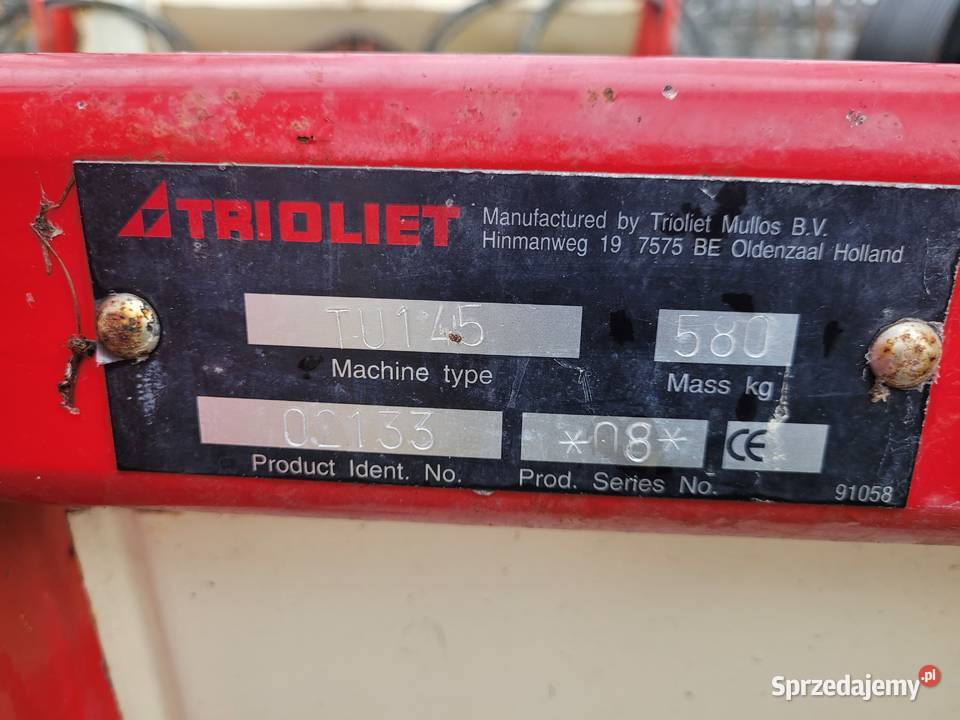 TRIOLIET
Manufactured by Trioliet Mullos B.V.
Hinmanweg 19 7575 BE Oldenzaal Holland
TU145
580
Machine type
Mass kg
02133
*08*
CE
Product Ident. No.
Prod. Series No.
91058
Sprzedajemy.pl